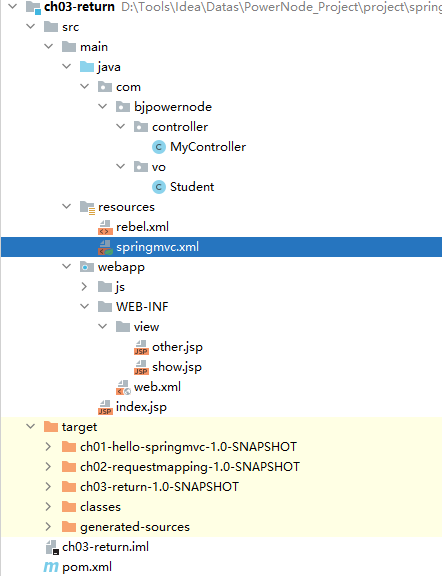 ch03-return D:\Tools\Idea\Datas\PowerNode_Project\project\spring
src
main
java
com
bjpowernode
controller
MyController
vo
Student
resources
rebel.xml
springmvc.xml
webapp
js
WEB-INF
view
other.jsp
show.jsp
web.xml
index.jsp
target
ch01-hello-springmvc-1.0-SNAPSHOT
ch02-requestmapping-1.0-SNAPSHOT
ch03-return-1.0-SNAPSHOT
classes
generated-sources
ch03-return.iml
pom.xml